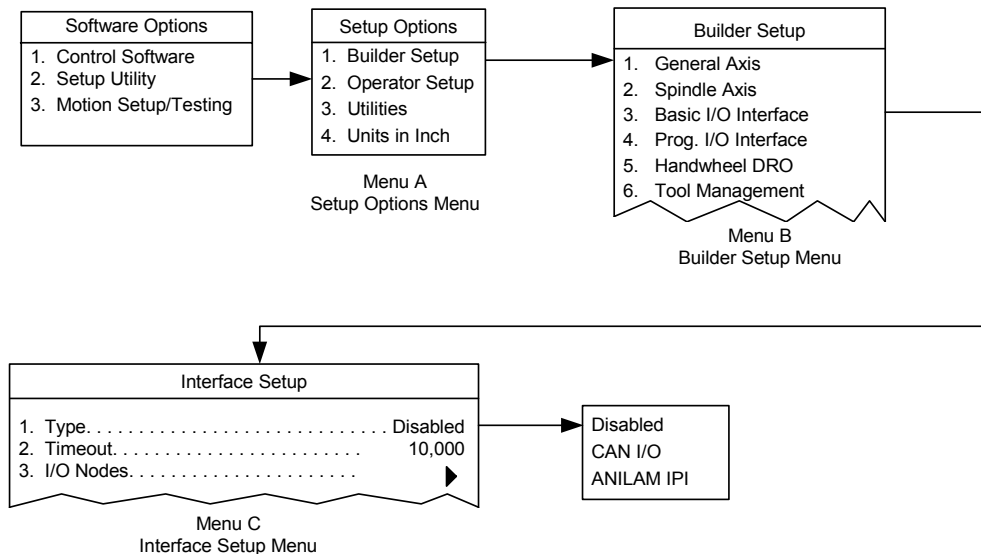 Software Options
1. Control Software
2. Setup Utility
3. Motion Setup/Testing
Setup Options
1. Builder Setup
2. Operator Setup
3. Utilities
4. Units in Inch
Menu A
Setup Options Menu
Builder Setup
1. General Axis
2. Spindle Axis
3. Basic I/O Interface
4. Prog. I/O Interface
5. Handwheel DRO
6. Tool Management
Menu B
Builder Setup Menu
Interface Setup
1. Type. . . . . . . . . . . . . . . . . . . . . . . . . . . . . Disabled
2. Timeout. . . . . . . . . . . . . . . . . . . . . . . . 10,000
3. I/O Nodes. . . . . . . . . . . . . . . . . . . . . .
Menu C
Interface Setup Menu
Disabled
CAN I/O
ANILAM IPI